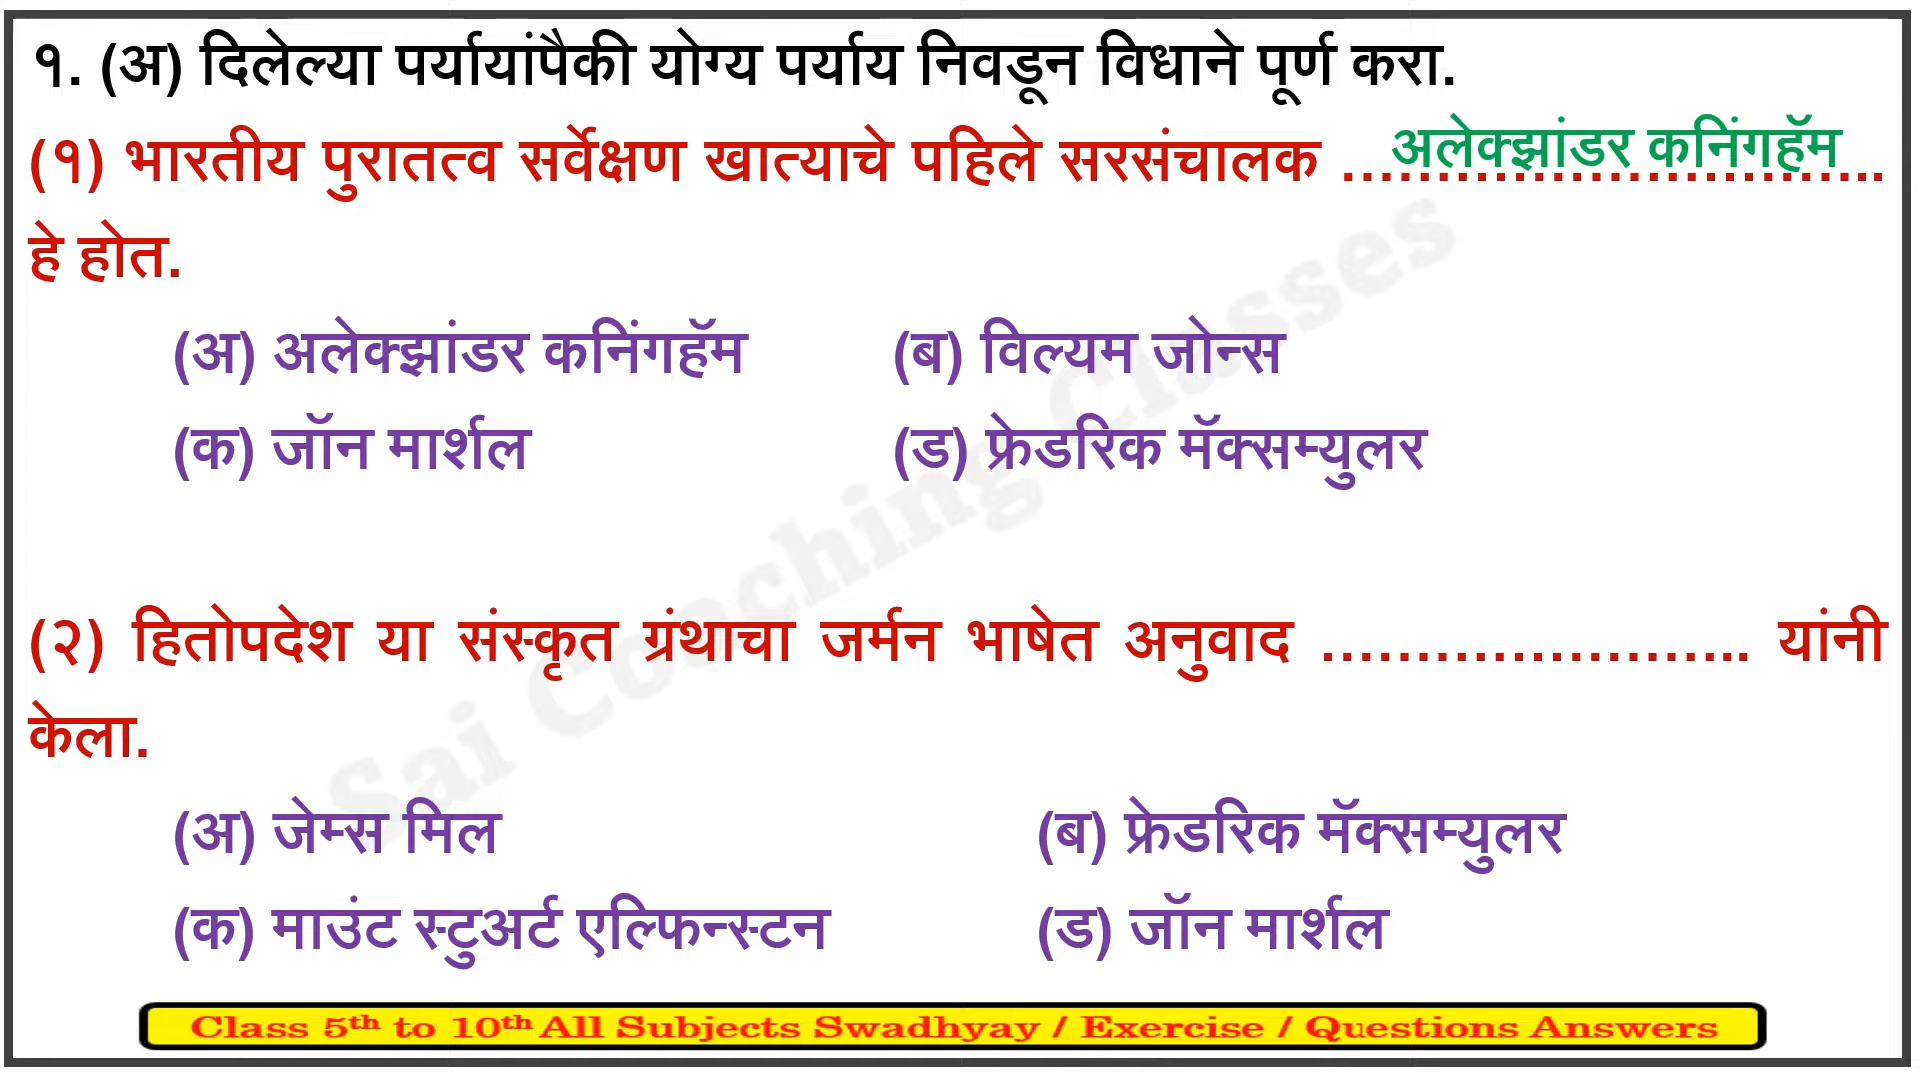 १. (अ) दिलेल्या पर्यायांपैकी योग्य पर्याय निवडून विधाने पूर्ण करा.
(१) भारतीय पुरातत्व सर्वेक्षण खात्याचे पहिले सरसंचालक ………………………….. अलेक्झांडर कनिंगहॅम
हे होत.
(अ) अलेक्झांडर कनिंगहॅम (ब) विल्यम जोन्स
(क) जॉन मार्शल (ड) फ्रेडरिक मॅक्सम्युलर
(२) हितोपदेश या संस्कृत ग्रंथाचा जर्मन भाषेत अनुवाद …………………….. यांनी
केला.
(अ) जेम्स मिल (ब) फ्रेडरिक मॅक्सम्युलर
(क) माउंट स्टुअर्ट एल्फिन्स्टन (ड) जॉन मार्शल
Sai Coaching Classes
Class 5th to 10th All Subjects Swadhyay / Exercise / Questions Answers